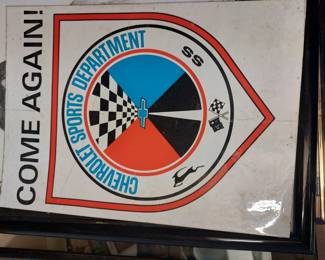 COME AGAIN!
CHEVROLET SPORTS DEPARTMENT
SS